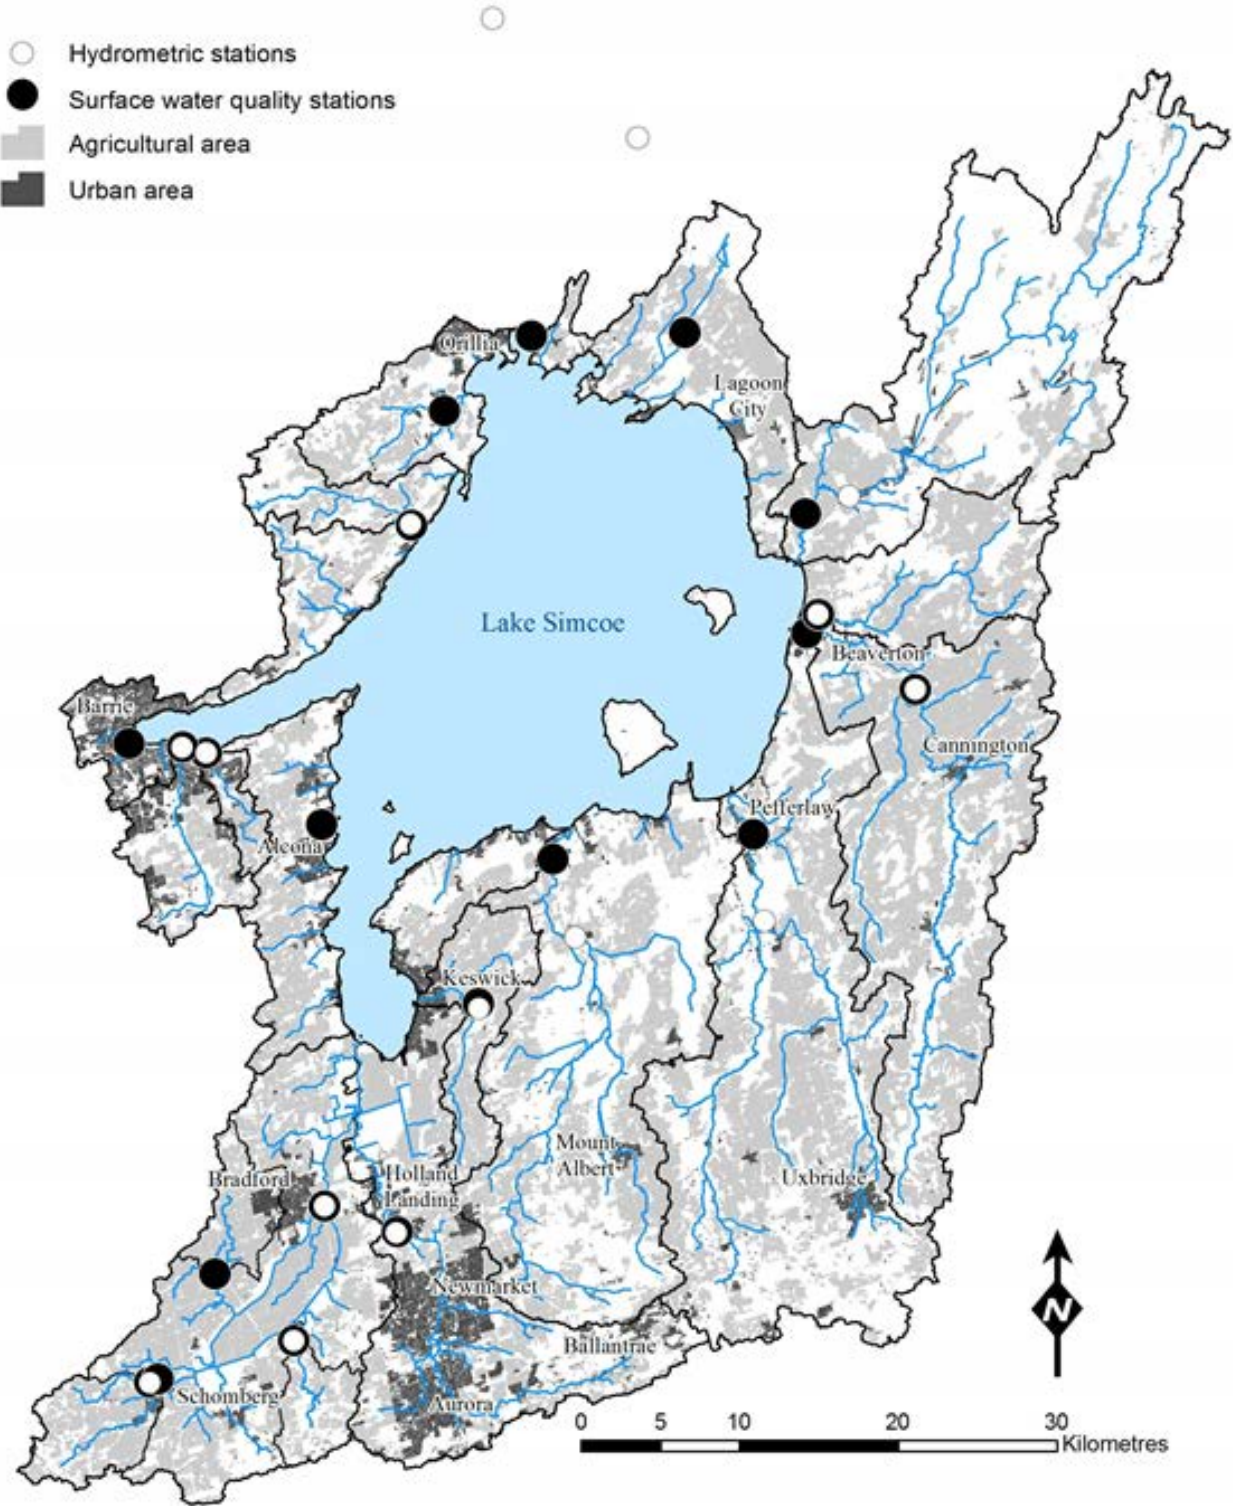 Hydrometric stations
Surface water quality stations
Agricultural area
Urban area
Orillia
Lagoon
City
Lake Simcoe
Beaverton
Barrie
Cannington
Pefferlaw
Alcona
Keswick
Mount
Albert
Bradford
Holland
Landing
Uxbridge
Newmarket
Ballantrae
Schomberg
Aurora
N
0 5 10 20 30
Kilometres